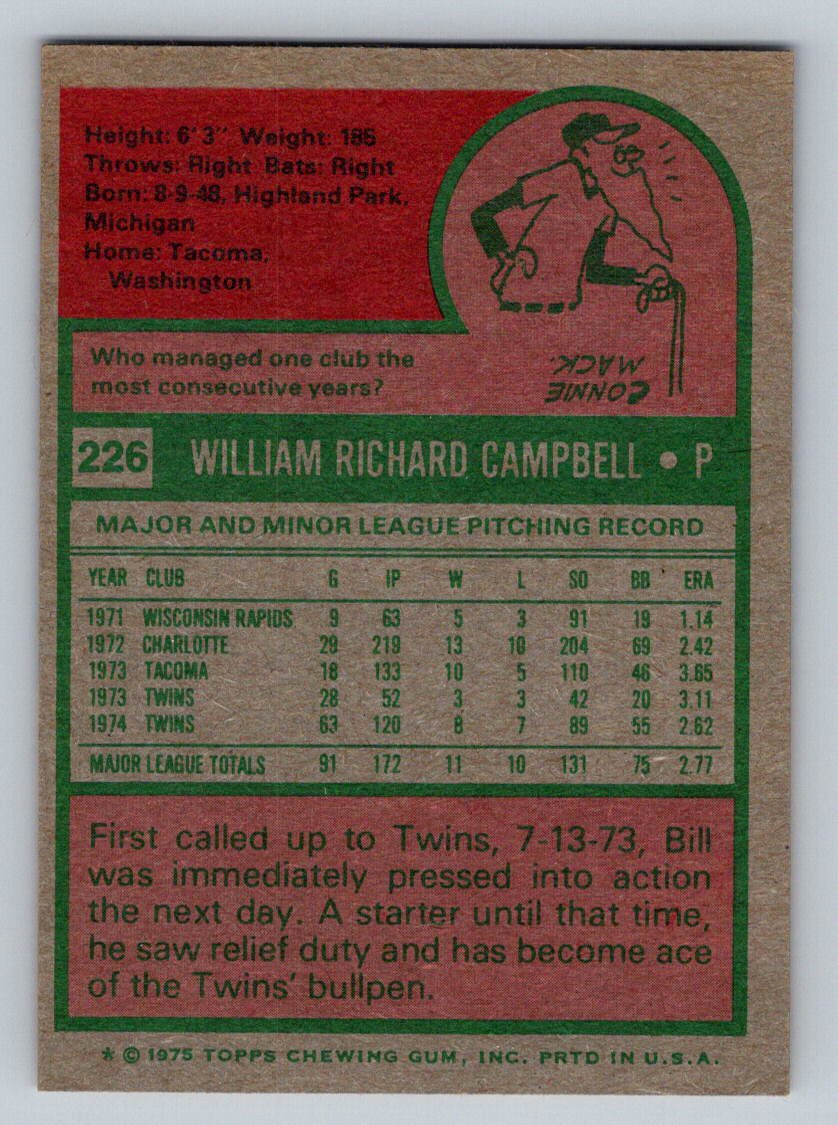 Height: 6'3" Weight: 185
Throws: Right Bats: Right
Born: 8-9-48, Highland Park,
Michigan
Home: Tacoma,
Washington
Who managed one club the
most consecutive years?
CONNIE
MACK.
226 WILLIAM RICHARD CAMPBELL • P
MAJOR AND MINOR LEAGUE PITCHING RECORD
YEAR CLUB G IP W L SO BB ERA
1971 WISCONSIN RAPIDS 9 63 5 3 91 19 1.14
1972 CHARLOTTE 29 219 13 10 204 69 2.42
1973 TACOMA 18 133 10 5 110 46 3.65
1973 TWINS 28 52 3 3 42 20 3.11
1974 TWINS 63 120 8 7 89 55 2.62
MAJOR LEAGUE TOTALS 91 172 11 10 131 75 2.77
First called up to Twins, 7-13-73, Bill
was immediately pressed into action
the next day. A starter until that time,
he saw relief duty and has become ace
of the Twins' bullpen.
* © 1975 TOPPS CHEWING GUM, INC. PRTD IN U.S.A.